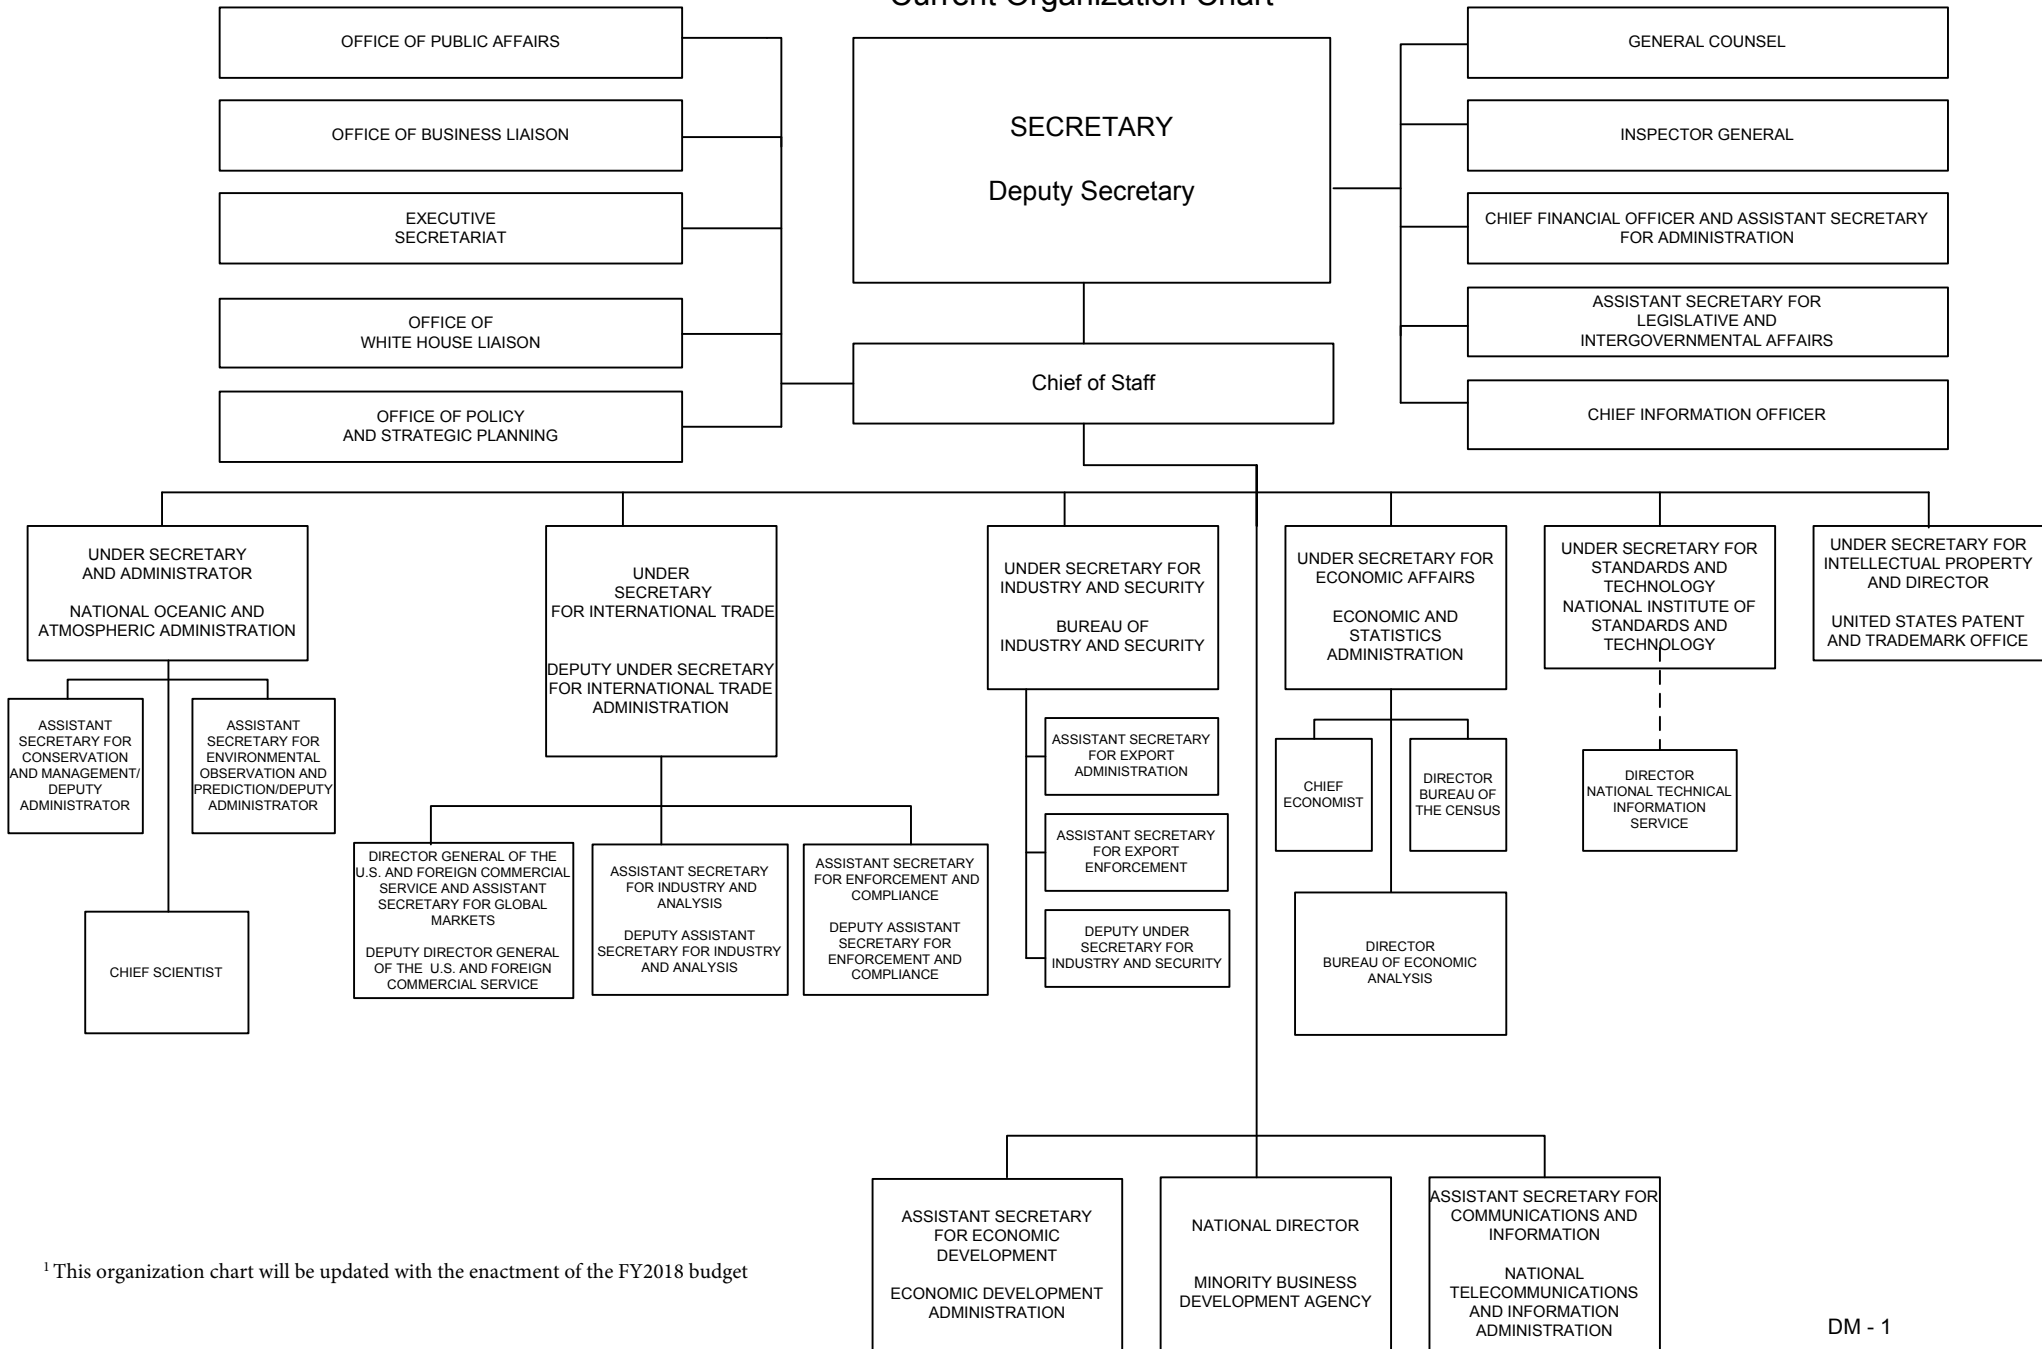 Current Organization Chart
OFFICE OF PUBLIC AFFAIRS
OFFICE OF BUSINESS LIAISON
EXECUTIVE
SECRETARIAT
OFFICE OF
WHITE HOUSE LIAISON
OFFICE OF POLICY
AND STRATEGIC PLANNING
SECRETARY
Deputy Secretary
Chief of Staff
GENERAL COUNSEL
INSPECTOR GENERAL
CHIEF FINANCIAL OFFICER AND ASSISTANT SECRETARY
FOR ADMINISTRATION
ASSISTANT SECRETARY FOR
LEGISLATIVE AND
INTERGOVERNMENTAL AFFAIRS
CHIEF INFORMATION OFFICER
UNDER SECRETARY
AND ADMINISTRATOR
NATIONAL OCEANIC AND
ATMOSPHERIC ADMINISTRATION
UNDER
SECRETARY
FOR INTERNATIONAL TRADE
DEPUTY UNDER SECRETARY
FOR INTERNATIONAL TRADE
ADMINISTRATION
UNDER SECRETARY FOR
INDUSTRY AND SECURITY
BUREAU OF
INDUSTRY AND SECURITY
UNDER SECRETARY FOR
ECONOMIC AFFAIRS
ECONOMIC AND
STATISTICS
ADMINISTRATION
UNDER SECRETARY FOR
STANDARDS AND
TECHNOLOGY
NATIONAL INSTITUTE OF
STANDARDS AND
TECHNOLOGY
UNDER SECRETARY FOR
INTELLECTUAL PROPERTY
AND DIRECTOR
UNITED STATES PATENT
AND TRADEMARK OFFICE
ASSISTANT
SECRETARY FOR
CONSERVATION
AND MANAGEMENT/
DEPUTY
ADMINISTRATOR
ASSISTANT
SECRETARY FOR
ENVIRONMENTAL
OBSERVATION AND
PREDICTION/DEPUTY
ADMINISTRATOR
CHIEF SCIENTIST
DIRECTOR GENERAL OF THE
U.S. AND FOREIGN COMMERCIAL
SERVICE AND ASSISTANT
SECRETARY FOR GLOBAL
MARKETS
DEPUTY DIRECTOR GENERAL
OF THE U.S. AND FOREIGN
COMMERCIAL SERVICE
ASSISTANT SECRETARY
FOR INDUSTRY AND
ANALYSIS
DEPUTY ASSISTANT
SECRETARY FOR INDUSTRY
AND ANALYSIS
ASSISTANT SECRETARY
FOR ENFORCEMENT AND
COMPLIANCE
DEPUTY ASSISTANT
SECRETARY FOR
ENFORCEMENT AND
COMPLIANCE
ASSISTANT SECRETARY
FOR EXPORT
ADMINISTRATION
ASSISTANT SECRETARY
FOR EXPORT
ENFORCEMENT
DEPUTY UNDER
SECRETARY FOR
INDUSTRY AND SECURITY
CHIEF
ECONOMIST
DIRECTOR
BUREAU OF
THE CENSUS
DIRECTOR
BUREAU OF ECONOMIC
ANALYSIS
DIRECTOR
NATIONAL TECHNICAL
INFORMATION
SERVICE
ASSISTANT SECRETARY
FOR ECONOMIC
DEVELOPMENT
ECONOMIC DEVELOPMENT
ADMINISTRATION
NATIONAL DIRECTOR
MINORITY BUSINESS
DEVELOPMENT AGENCY
ASSISTANT SECRETARY FOR
COMMUNICATIONS AND
INFORMATION
NATIONAL
TELECOMMUNICATIONS
AND INFORMATION
ADMINISTRATION
¹ This organization chart will be updated with the enactment of the FY2018 budget
DM - 1